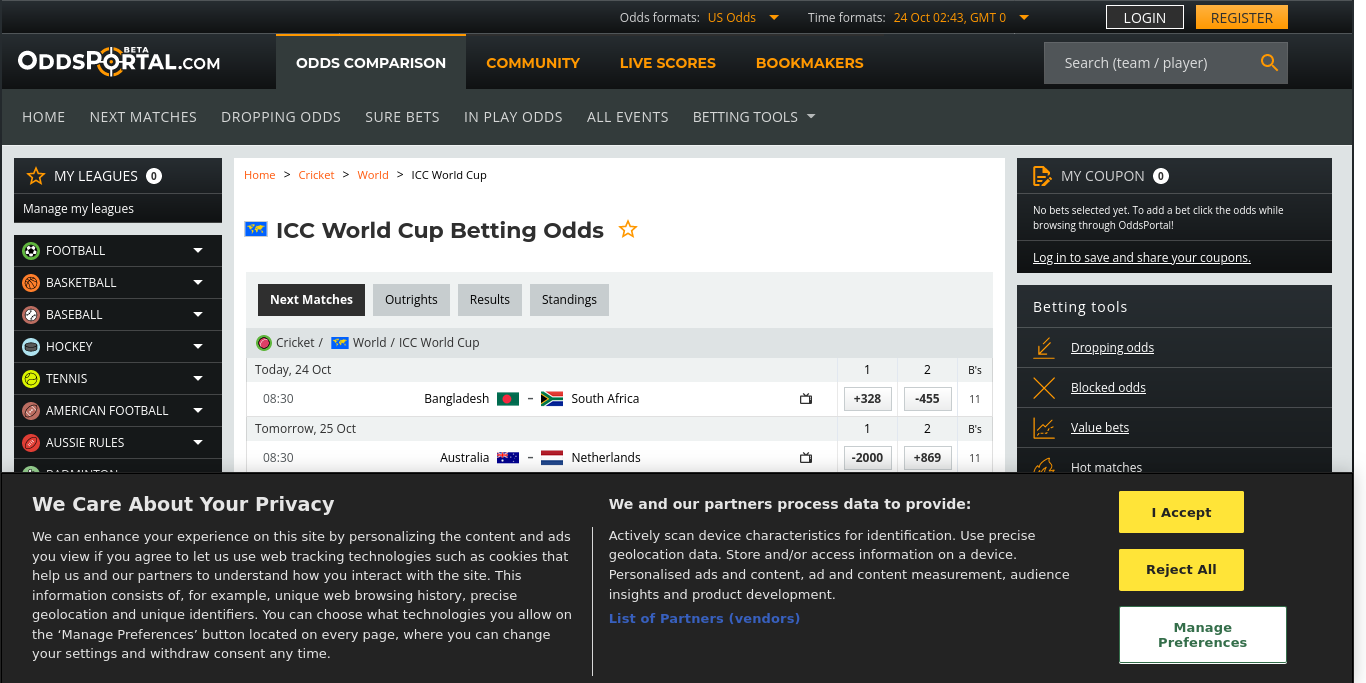 Odds formats: US Odds Time formats: 24 Oct 02:43, GMT 0 LOGIN REGISTER
ODDSPORTAL.COM BETA ODDS COMPARISON COMMUNITY LIVE SCORES BOOKMAKERS Search (team / player)
HOME NEXT MATCHES DROPPING ODDS SURE BETS IN PLAY ODDS ALL EVENTS BETTING TOOLS
MY LEAGUES 0
Manage my leagues
FOOTBALL
BASKETBALL
BASEBALL
HOCKEY
TENNIS
AMERICAN FOOTBALL
AUSSIE RULES
BADMINTON
Home > Cricket > World > ICC World Cup
ICC World Cup Betting Odds
Next Matches Outrights Results Standings
Cricket / World / ICC World Cup
Today, 24 Oct 1 2 B's
08:30 Bangladesh – South Africa +328 -455 11
Tomorrow, 25 Oct 1 2 B's
08:30 Australia – Netherlands -2000 +869 11
MY COUPON 0
No bets selected yet. To add a bet click the odds while
browsing through OddsPortal!
Log in to save and share your coupons.
Betting tools
Dropping odds
Blocked odds
Value bets
Hot matches
We Care About Your Privacy
We can enhance your experience on this site by personalizing the content and ads
you view if you agree to let us use web tracking technologies such as cookies that
help us and our partners to understand how you interact with the site. This
information consists of, for example, unique web browsing history, precise
geolocation and unique identifiers. You can choose what technologies you allow on
the ‘Manage Preferences’ button located on every page, where you can change
your settings and withdraw consent any time.
We and our partners process data to provide:
Actively scan device characteristics for identification. Use precise
geolocation data. Store and/or access information on a device.
Personalised ads and content, ad and content measurement, audience
insights and product development.
List of Partners (vendors)
I Accept
Reject All
Manage
Preferences